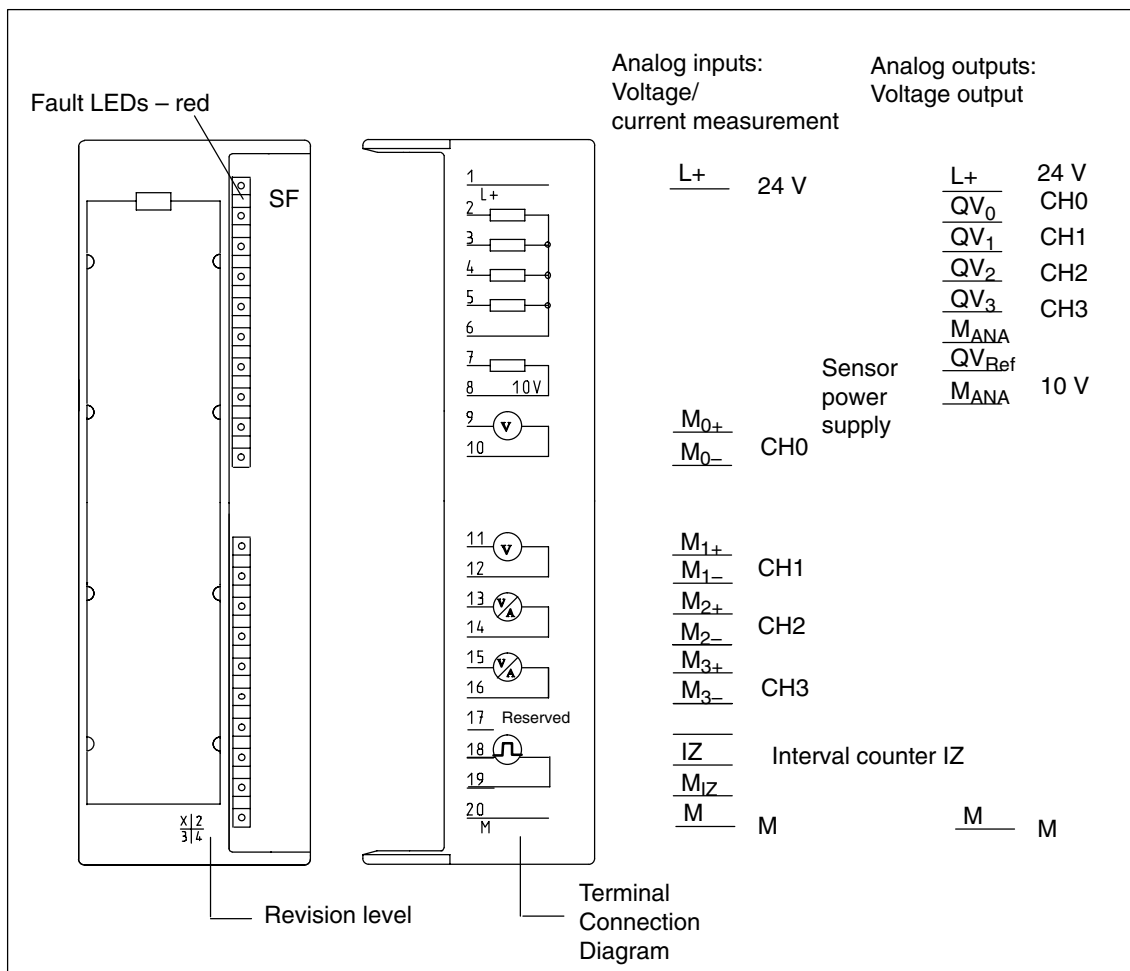 Analog inputs:
Voltage/
current measurement
Analog outputs:
Voltage output
Fault LEDs – red
SF
1
L+
2
3
4
5
6
7
8 10V
9 V
10
11 V
12
13 V/A
14
15 V/A
16
17 Reserved
18
19
20
M
L+ 24 V
M0+
M0– CH0
M1+
M1– CH1
M2+
M2– CH2
M3+
M3– CH3
IZ Interval counter IZ
MIZ
M M
L+ 24 V
QV0 CH0
QV1 CH1
QV2 CH2
QV3 CH3
MANA
QVRef
MANA 10 V
Sensor
power
supply
M M
X 2
3 4
Revision level
Terminal
Connection
Diagram